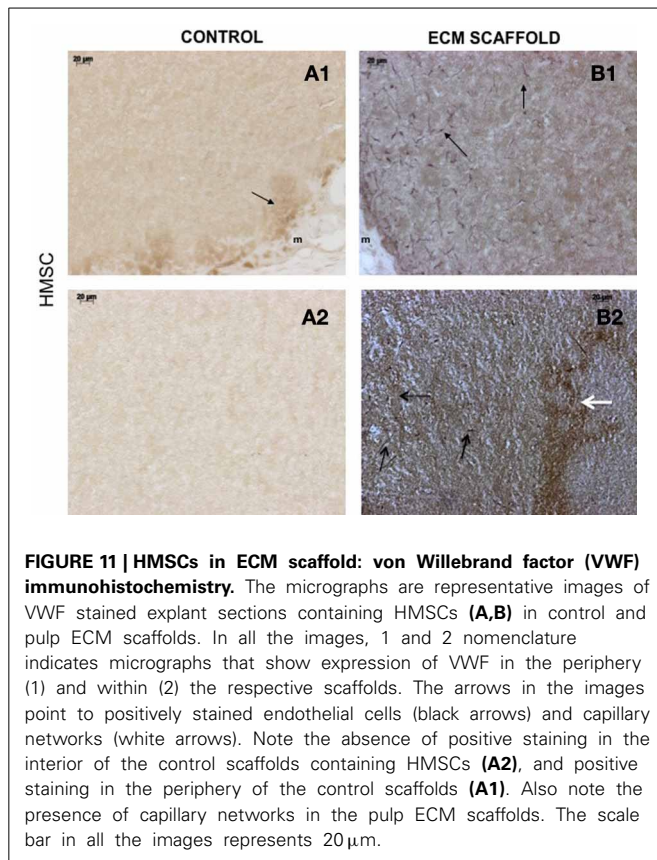 CONTROL
ECM SCAFFOLD
20 µm
A1
20 µm
B1
m
m
HMSC
20 µm
A2
20 µm
B2
FIGURE 11 | HMSCs in ECM scaffold: von Willebrand factor (VWF)
immunohistochemistry. The micrographs are representative images of
VWF stained explant sections containing HMSCs (A,B) in control and
pulp ECM scaffolds. In all the images, 1 and 2 nomenclature
indicates micrographs that show expression of VWF in the periphery
(1) and within (2) the respective scaffolds. The arrows in the images
point to positively stained endothelial cells (black arrows) and capillary
networks (white arrows). Note the absence of positive staining in the
interior of the control scaffolds containing HMSCs (A2), and positive
staining in the periphery of the control scaffolds (A1). Also note the
presence of capillary networks in the pulp ECM scaffolds. The scale
bar in all the images represents 20 µm.